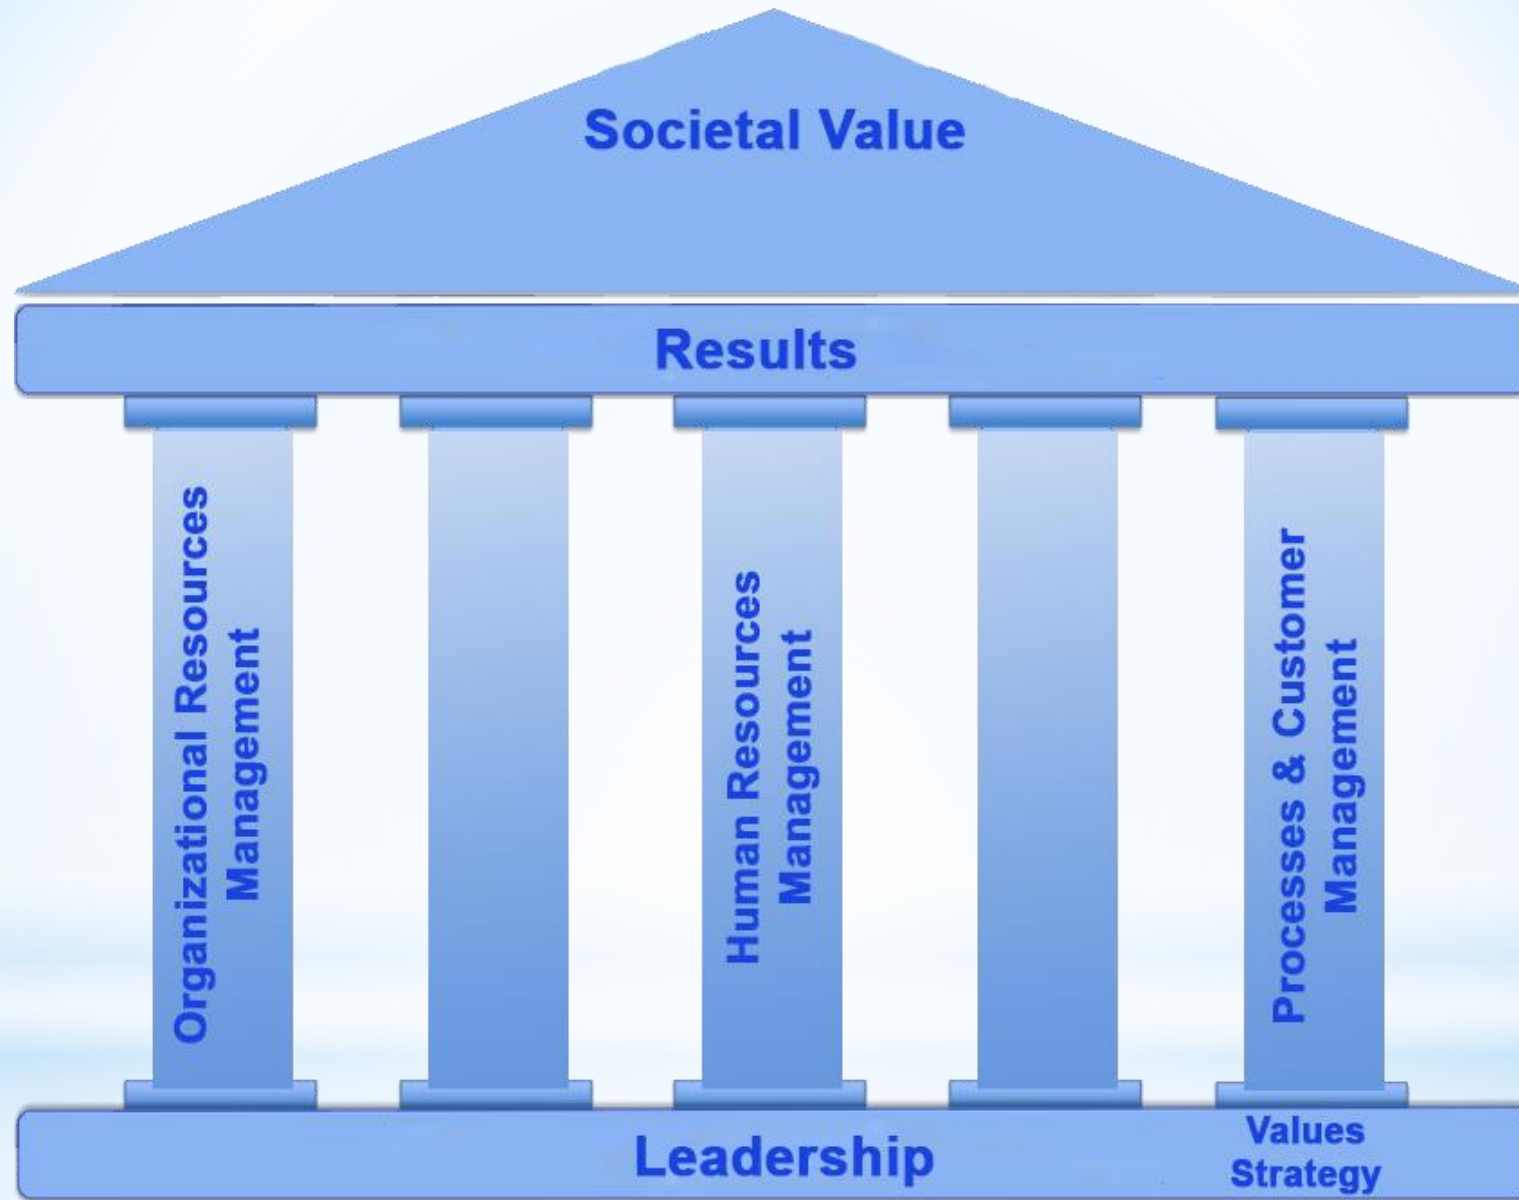 Societal Value
Results
Organizational Resources
Management
Human Resources
Management
Processes & Customer
Management
Leadership
Values
Strategy